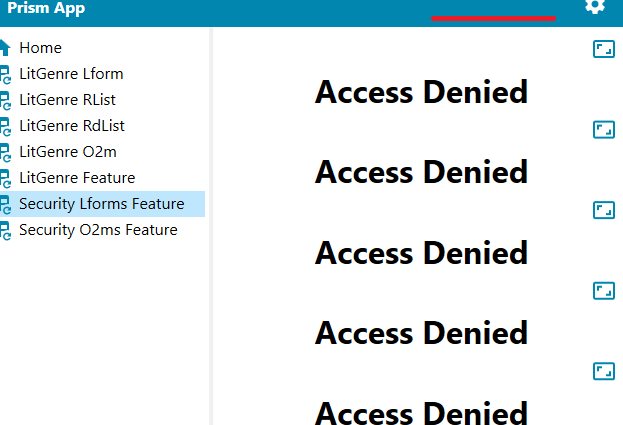 Prism App
Home
LitGenre Lform
LitGenre RList
LitGenre RdList
LitGenre O2m
LitGenre Feature
Security Lforms Feature
Security O2ms Feature
Access Denied
Access Denied
Access Denied
Access Denied
Access Denied